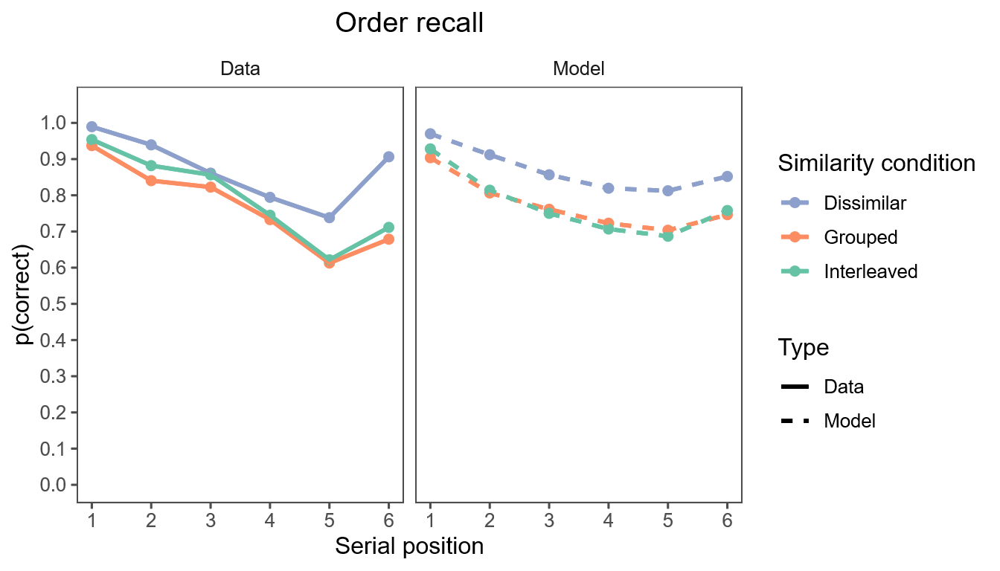 Order recall
Data
Model
p(correct)
1.0
0.9
0.8
0.7
0.6
0.5
0.4
0.3
0.2
0.1
0.0
1 2 3 4 5 6
1 2 3 4 5 6
Serial position
Similarity condition
Dissimilar
Grouped
Interleaved
Type
Data
Model